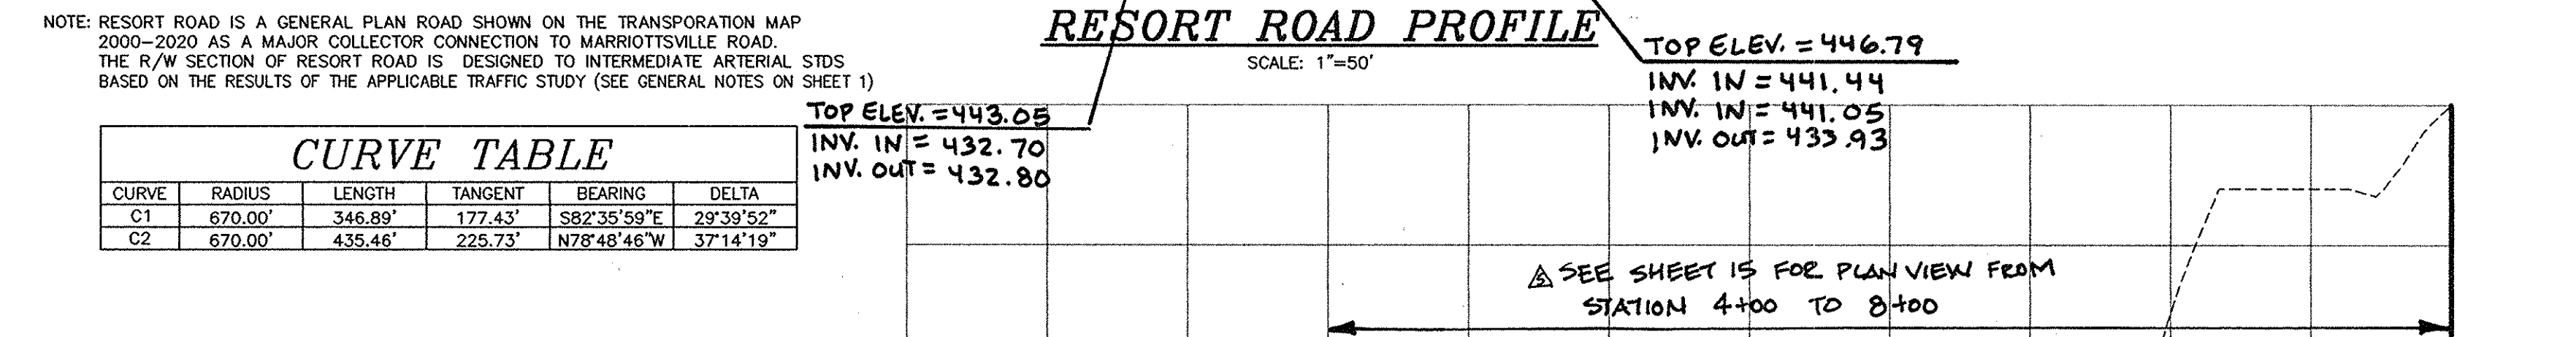 NOTE: RESORT ROAD IS A GENERAL PLAN ROAD SHOWN ON THE TRANSPORATION MAP
2000-2020 AS A MAJOR COLLECTOR CONNECTION TO MARRIOTTSVILLE ROAD.
THE R/W SECTION OF RESORT ROAD IS DESIGNED TO INTERMEDIATE ARTERIAL STDS
BASED ON THE RESULTS OF THE APPLICABLE TRAFFIC STUDY (SEE GENERAL NOTES ON SHEET 1)
RESORT ROAD PROFILE
SCALE: 1"=50'
TOP ELEV. = 446.79
INV. IN = 441.44
INV. IN = 441.05
INV. OUT = 433.93
TOP ELEV. = 443.05
INV. IN = 432.70
INV. OUT = 432.80
CURVE TABLE
CURVE RADIUS LENGTH TANGENT BEARING DELTA
C1 670.00' 346.89' 177.43' S82°35'59"E 29°39'52"
C2 670.00' 435.46' 225.73' N78°48'46"W 37°14'19"
5 SEE SHEET 15 FOR PLAN VIEW FROM
STATION 4+00 TO 8+00